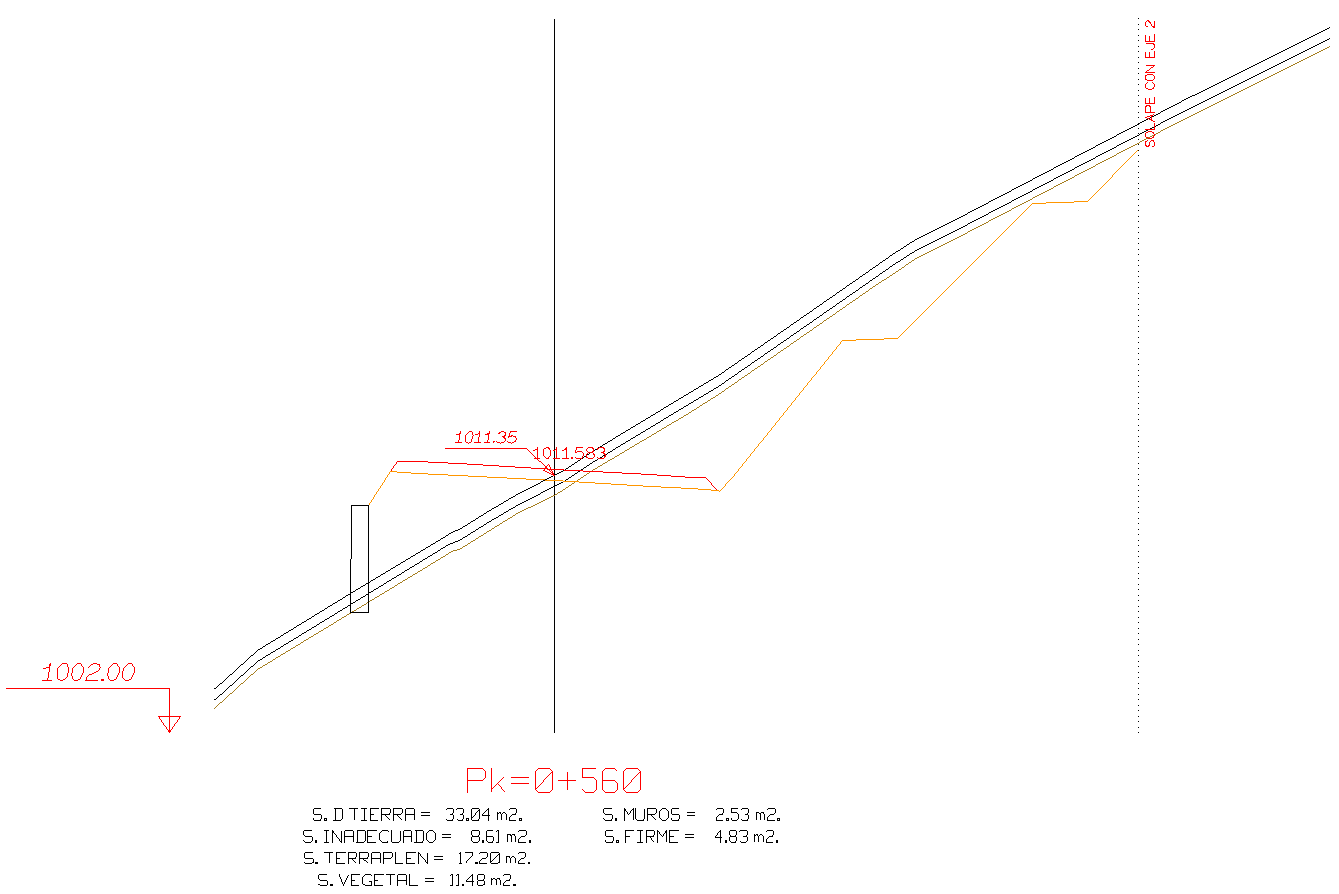 SOLAPE CON EJE 2
1011.35
1011.583
1002.00
Pk=0+560
S. D TIERRA = 33.04 m2. S. MUROS = 2.53 m2.
S. INADECUADO = 8.61 m2. S. FIRME = 4.83 m2.
S. TERRAPLEN = 17.20 m2.
S. VEGETAL = 11.48 m2.